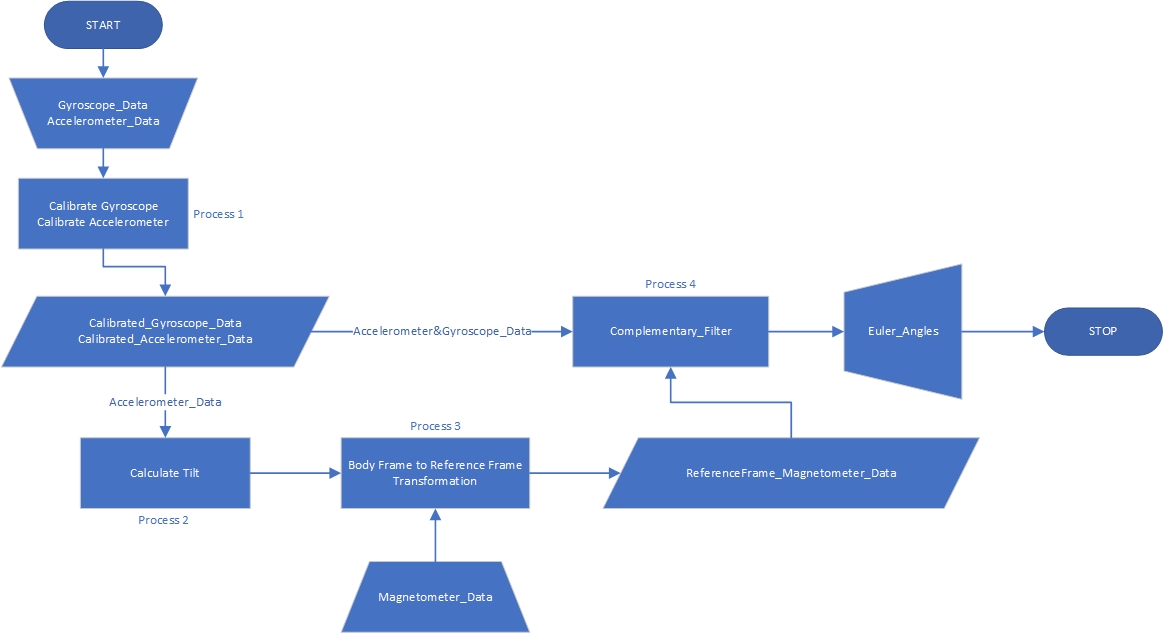 START
Gyroscope_Data
Accelerometer_Data
Calibrate Gyroscope
Calibrate Accelerometer
Process 1
Calibrated_Gyroscope_Data
Calibrated_Accelerometer_Data
Accelerometer&Gyroscope_Data
Process 4
Complementary_Filter
Euler_Angles
STOP
Accelerometer_Data
Calculate Tilt
Process 2
Process 3
Body Frame to Reference Frame
Transformation
ReferenceFrame_Magnetometer_Data
Magnetometer_Data